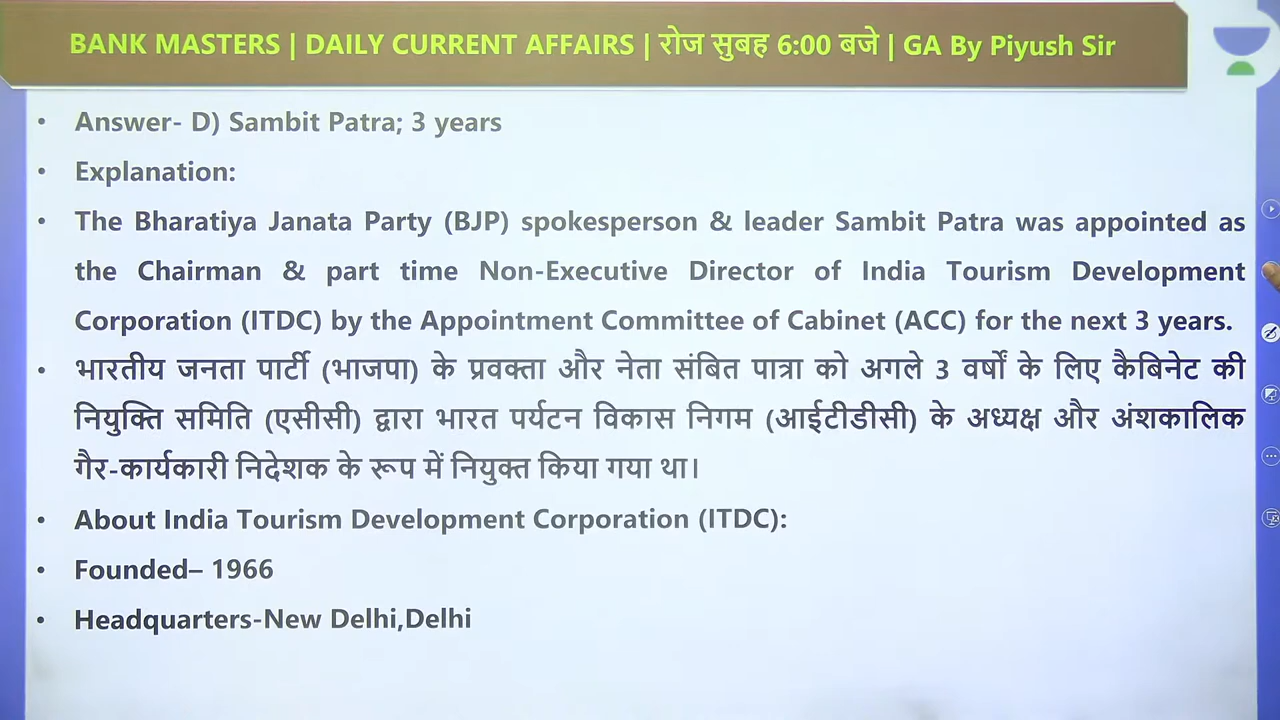 BANK MASTERS | DAILY CURRENT AFFAIRS | रोज सुबह 6:00 बजे | GA By Piyush Sir
• Answer- D) Sambit Patra; 3 years
• Explanation:
• The Bharatiya Janata Party (BJP) spokesperson & leader Sambit Patra was appointed as
the Chairman & part time Non-Executive Director of India Tourism Development
Corporation (ITDC) by the Appointment Committee of Cabinet (ACC) for the next 3 years.
• भारतीय जनता पार्टी (भाजपा) के प्रवक्ता और नेता संबित पात्रा को अगले 3 वर्षों के लिए कैबिनेट की
नियुक्ति समिति (एसीसी) द्वारा भारत पर्यटन विकास निगम (आईटीडीसी) के अध्यक्ष और अंशकालिक
गैर-कार्यकारी निदेशक के रूप में नियुक्त किया गया था।
• About India Tourism Development Corporation (ITDC):
• Founded– 1966
• Headquarters-New Delhi,Delhi